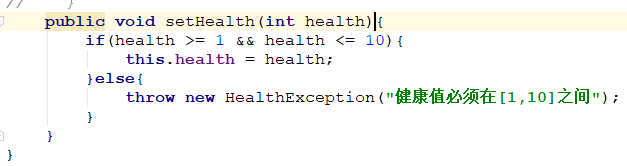 //     }
    public void setHealth(int health){
        if(health >= 1 && health <= 10){
            this.health = health;
        }else{
            throw new HealthException("健康值必须在[1,10]之间");
        }
    }
}